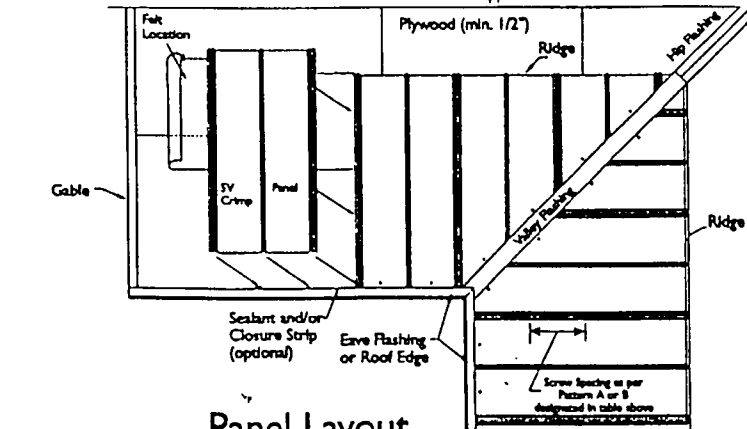 Felt
Location
Plywood (min. 1/2")
Ridge
Hip Flashing
Gable
5V
Crimp
Panel
Valley Flashing
Ridge
Sealant and/or
Closure Strip
(optional)
Eave Flashing
or Roof Edge
Screw Spacing as per
Pattern A or B
designated in table above
Panel Layout